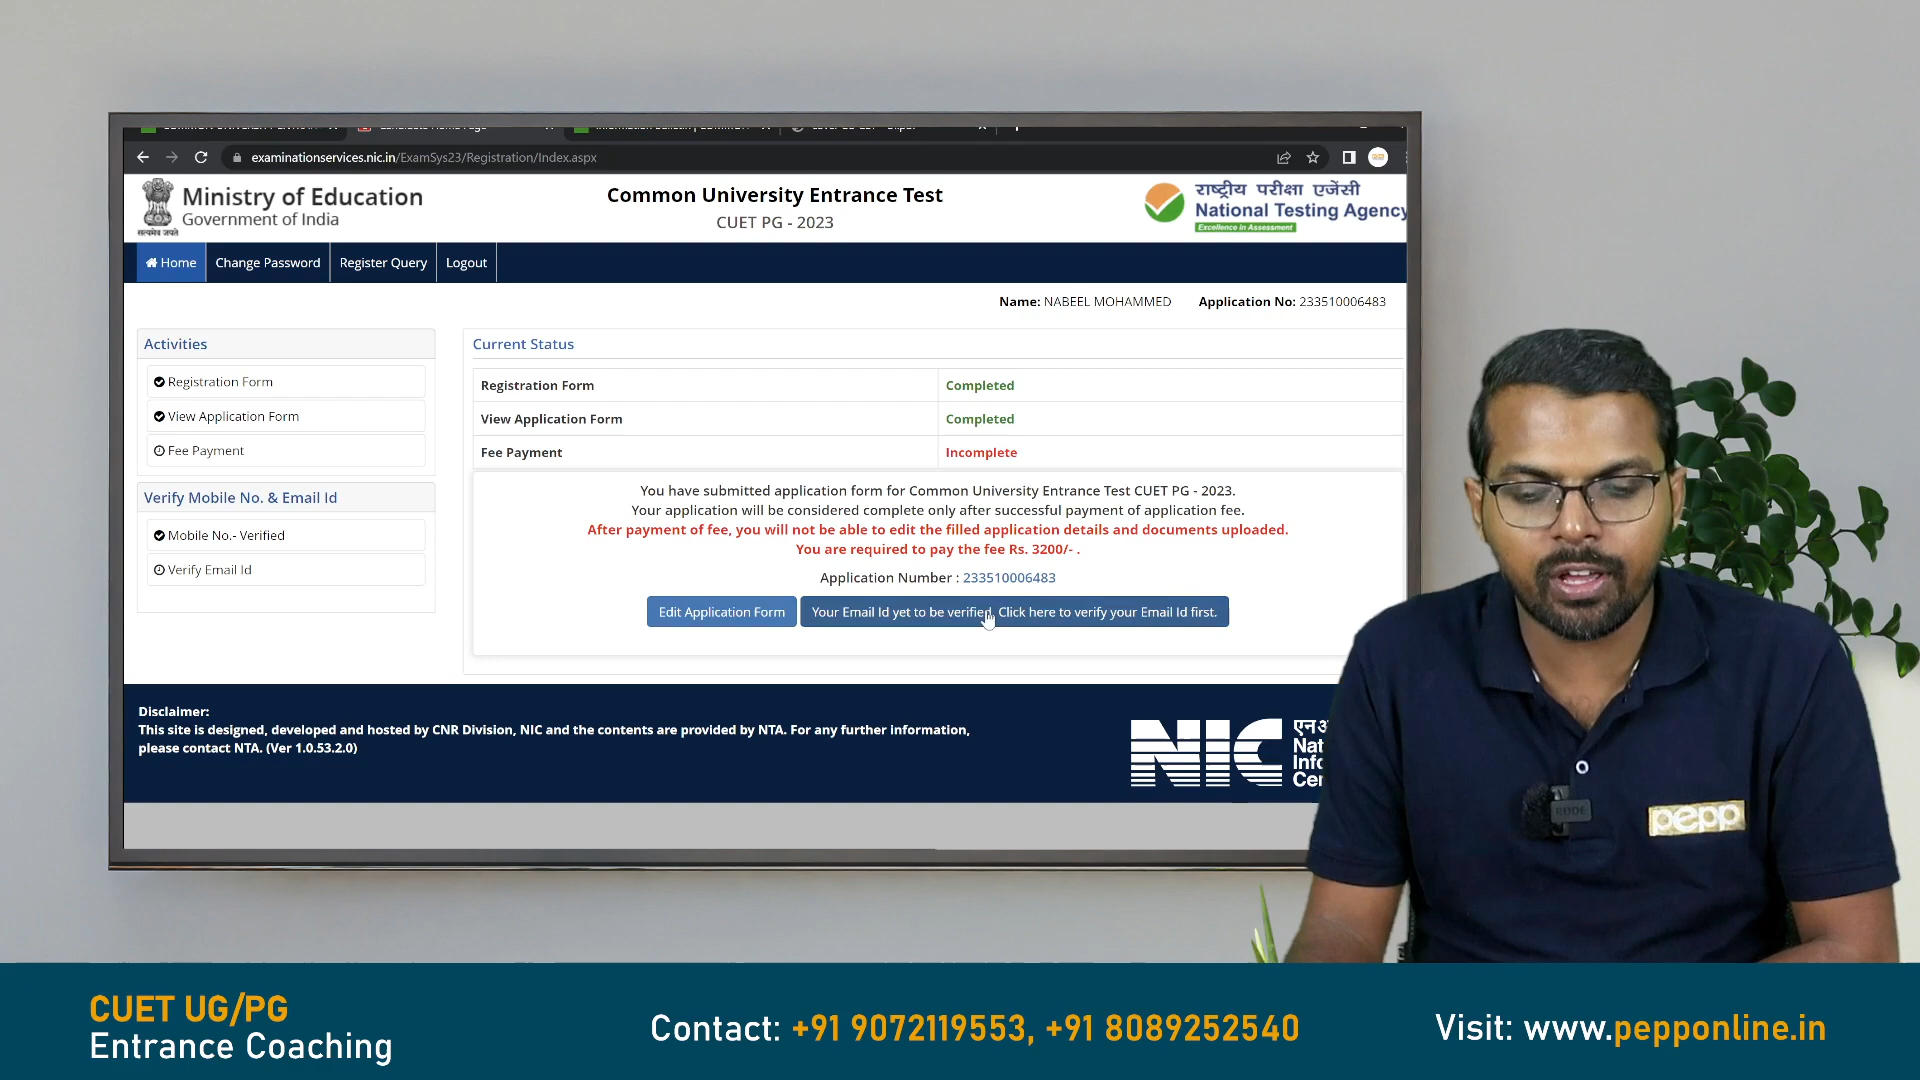 examinationservices.nic.in/ExamSys23/Registration/Index.aspx
सत्यमेव जयते
Ministry of Education
Government of India
Common University Entrance Test
CUET PG - 2023
राष्ट्रीय परीक्षा एजेंसी
National Testing Agency
Excellence in Assessment
Home
Change Password
Register Query
Logout
Name: NABEEL MOHAMMED
Application No: 233510006483
Activities
Registration Form
View Application Form
Fee Payment
Verify Mobile No. & Email Id
Mobile No.- Verified
Verify Email Id
Current Status
Registration Form Completed
View Application Form Completed
Fee Payment Incomplete
You have submitted application form for Common University Entrance Test CUET PG - 2023.
Your application will be considered complete only after successful payment of application fee.
After payment of fee, you will not be able to edit the filled application details and documents uploaded.
You are required to pay the fee Rs. 3200/- .
Application Number : 233510006483
Edit Application Form
Your Email Id yet to be verified. Click here to verify your Email Id first.
Disclaimer:
This site is designed, developed and hosted by CNR Division, NIC and the contents are provided by NTA. For any further information,
please contact NTA. (Ver 1.0.53.2.0)
NIC
एनअ
Nat
Info
Cer
RODE
pepp
CUET UG/PG
Entrance Coaching
Contact: +91 9072119553, +91 8089252540
Visit: www.pepponline.in